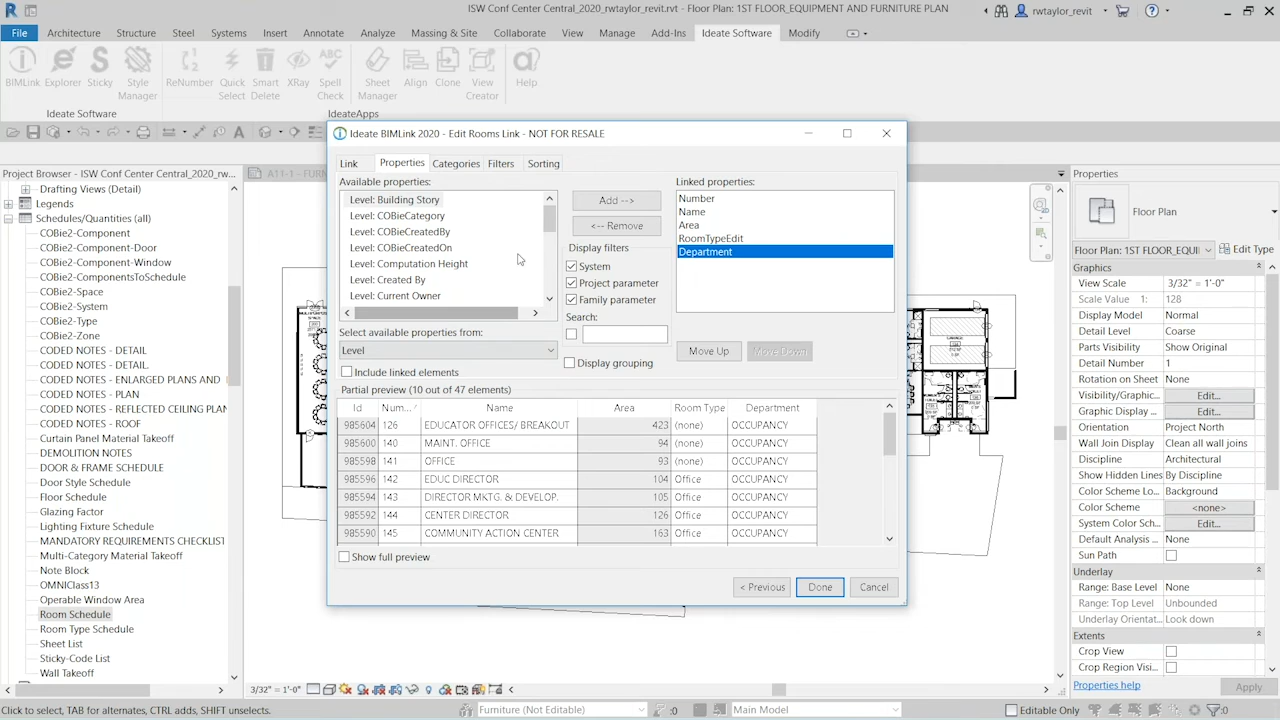 ISW Conf Center Central_2020_rwtaylor_revit.rvt - Floor Plan: 1ST FLOOR_EQUIPMENT AND FURNITURE PLAN
rwtaylor_revit
File Architecture Structure Steel Systems Insert Annotate Analyze Massing & Site Collaborate View Manage Add-Ins Ideate Software Modify
BIMLink Explorer Sticky Style Manager ReNumber Quick Select Smart Delete XRay Spell Check Sheet Manager Align Clone View Creator Help
Ideate Software IdeateApps
Project Browser - ISW Conf Center Central_2020_rw...
Drafting Views (Detail)
Legends
Schedules/Quantities (all)
COBie2-Component
COBie2-Component-Door
COBie2-Component-Window
COBie2-ComponentsToSchedule
COBie2-Space
COBie2-System
COBie2-Type
COBie2-Zone
CODED NOTES - DETAIL
CODED NOTES - DETAIL.
CODED NOTES - ENLARGED PLANS AND
CODED NOTES - PLAN
CODED NOTES - REFLECTED CEILING PLAN
CODED NOTES - ROOF
Curtain Panel Material Takeoff
DEMOLITION NOTES
DOOR & FRAME SCHEDULE
Door Style Schedule
Floor Schedule
Glazing Factor
Lighting Fixture Schedule
MANDATORY REQUIREMENTS CHECKLIST
Multi-Category Material Takeoff
Note Block
OMNIClass13
Operable Window Area
Room Schedule
Room Type Schedule
Sheet List
Sticky-Code List
Wall Takeoff
A11-1 - FURN
Ideate BIMLink 2020 - Edit Rooms Link - NOT FOR RESALE
Link Properties Categories Filters Sorting
Available properties:
Level: Building Story
Level: COBieCategory
Level: COBieCreatedBy
Level: COBieCreatedOn
Level: Computation Height
Level: Created By
Level: Current Owner
Select available properties from:
Level
Include linked elements
Add -->
<-- Remove
Display filters
System
Project parameter
Family parameter
Search:
Display grouping
Linked properties:
Number
Name
Area
RoomTypeEdit
Department
Move Up Move Down
Partial preview (10 out of 47 elements)
Id Num... Name Area Room Type Department
985604 126 EDUCATOR OFFICES/ BREAKOUT 423 (none) OCCUPANCY
985600 140 MAINT. OFFICE 94 (none) OCCUPANCY
985598 141 OFFICE 93 (none) OCCUPANCY
985596 142 EDUC DIRECTOR 104 Office OCCUPANCY
985594 143 DIRECTOR MKTG. & DEVELOP. 105 Office OCCUPANCY
985592 144 CENTER DIRECTOR 126 Office OCCUPANCY
985590 145 COMMUNITY ACTION CENTER 163 Office OCCUPANCY
Show full preview
< Previous Done Cancel
Properties
Floor Plan
Floor Plan: 1ST FLOOR_EQUII Edit Type
Graphics
View Scale 3/32" = 1'-0"
Scale Value 1: 128
Display Model Normal
Detail Level Coarse
Parts Visibility Show Original
Detail Number 1
Rotation on Sheet None
Visibility/Graphic... Edit...
Graphic Display ... Edit...
Orientation Project North
Wall Join Display Clean all wall joins
Discipline Architectural
Show Hidden Lines By Discipline
Color Scheme Lo... Background
Color Scheme <none>
System Color Sch... Edit...
Default Analysis ... None
Sun Path
Underlay
Range: Base Level None
Range: Top Level Unbounded
Underlay Orientat... Look down
Extents
Crop View
Crop Region Visi...
Properties help Apply
3/32" = 1'-0"
Click to select, TAB for alternates, CTRL adds, SHIFT unselects.
Furniture (Not Editable) :0 Main Model Editable Only :0